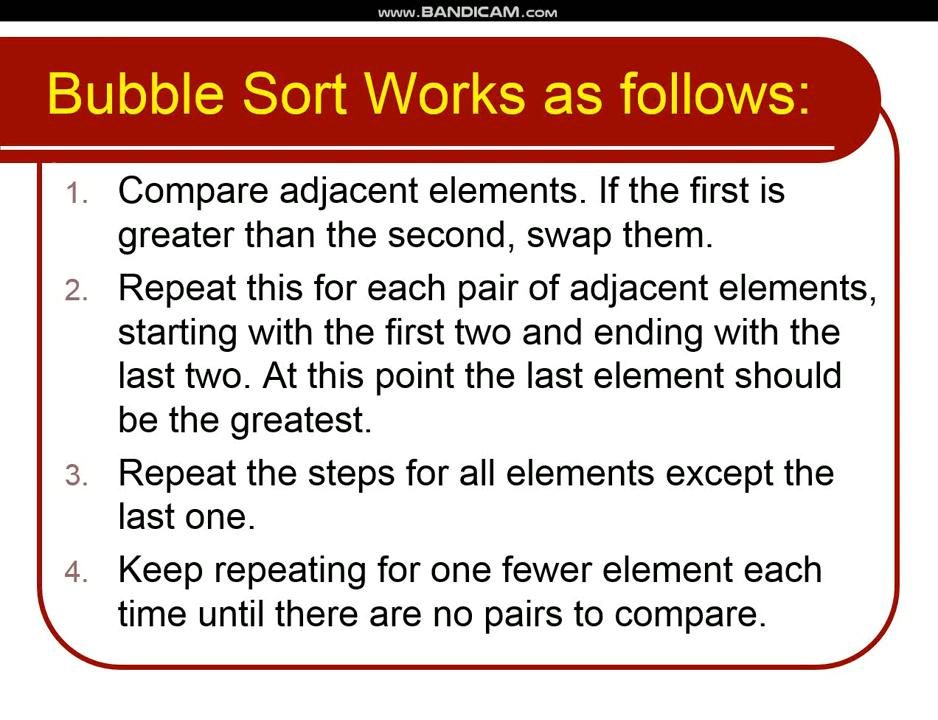 www.BANDICAM.com
Bubble Sort Works as follows:
1. Compare adjacent elements. If the first is
greater than the second, swap them.
2. Repeat this for each pair of adjacent elements,
starting with the first two and ending with the
last two. At this point the last element should
be the greatest.
3. Repeat the steps for all elements except the
last one.
4. Keep repeating for one fewer element each
time until there are no pairs to compare.